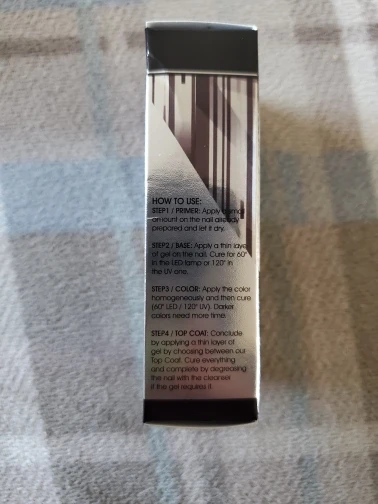 HOW TO USE:
STEP1 / PRIMER: Apply a small
amount on the nail already
prepared and let it dry.
STEP2 / BASE: Apply a thin layer
of gel on the nail. Cure for 60"
in the LED lamp or 120" in
the UV one.
STEP3 / COLOR: Apply the color
homogeneously and then cure
(60" LED / 120" UV). Darker
colors need more time.
STEP4 / TOP COAT: Conclude
by applying a thin layer of
gel by choosing between our
Top Coat. Cure everything
and complete by degreasing
the nail with the cleanser
if the gel requires it.